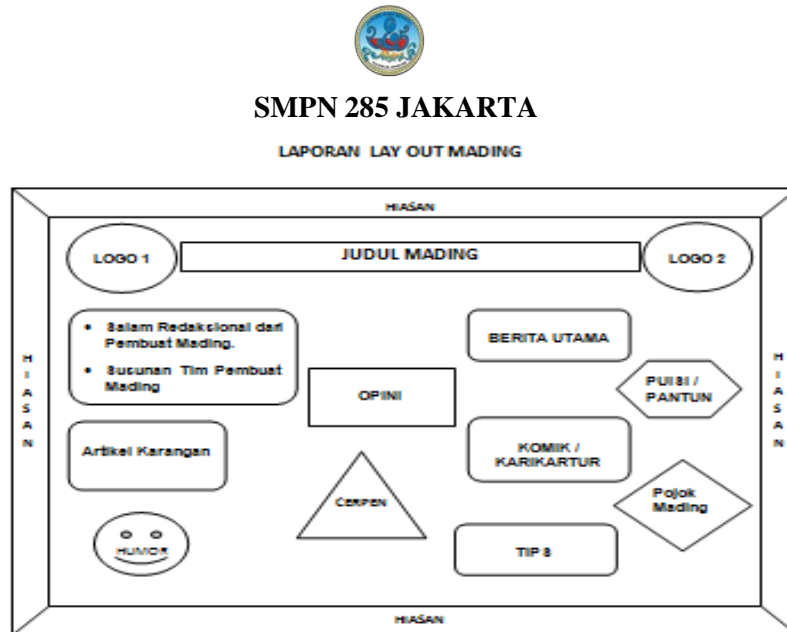 SMPN 285 JAKARTA
LAPORAN LAY OUT MADING
HIASAN
LOGO 1
JUDUL MADING
LOGO 2
• Salam Redaksional dari
Pembuat Mading.
• Susunan Tim Pembuat
Mading
BERITA UTAMA
OPINI
PUISI /
PANTUN
HIASAN
HIASAN
Artikel Karangan
KOMIK /
KARIKARTUR
CERPEN
Pojok
Mading
HUMOR
TIPS
HIASAN